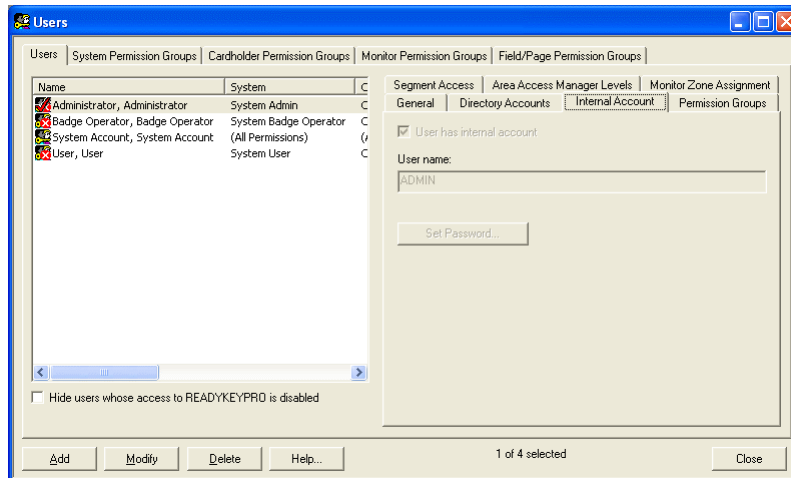 Users
Users System Permission Groups Cardholder Permission Groups Monitor Permission Groups Field/Page Permission Groups
Name System C
Administrator, Administrator System Admin C
Badge Operator, Badge Operator System Badge Operator C
System Account, System Account (All Permissions) (A
User, User System User C
Hide users whose access to READYKEYPRO is disabled
Segment Access Area Access Manager Levels Monitor Zone Assignment
General Directory Accounts Internal Account Permission Groups
User has internal account
User name:
ADMIN
Set Password...
Add Modify Delete Help... 1 of 4 selected Close